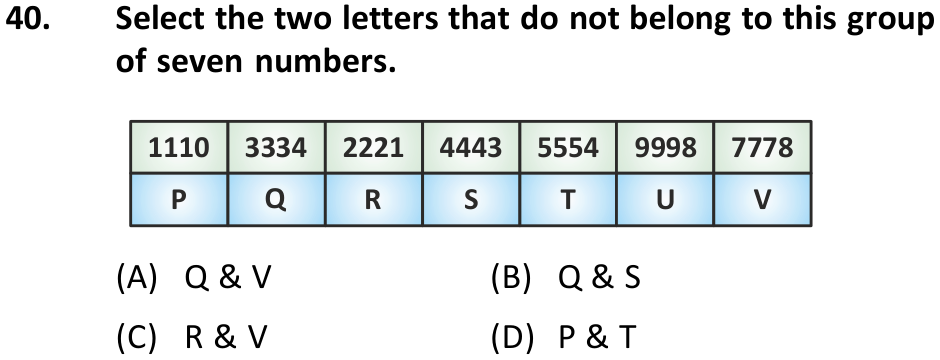 40. Select the two letters that do not belong to this group
of seven numbers.
1110 3334 2221 4443 5554 9998 7778
P Q R S T U V
(A) Q & V (B) Q & S
(C) R & V (D) P & T